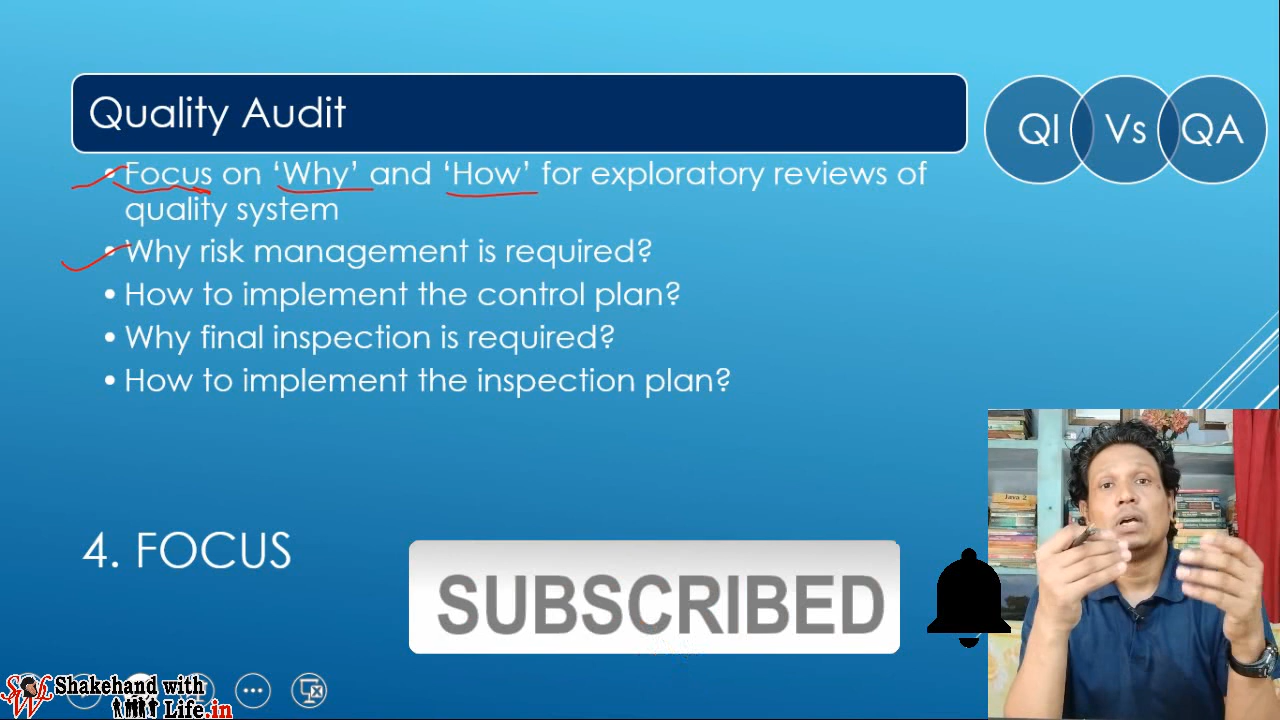 Quality Audit
QI Vs QA
• Focus on ‘Why’ and ‘How’ for exploratory reviews of
quality system
• Why risk management is required?
• How to implement the control plan?
• Why final inspection is required?
• How to implement the inspection plan?
Java 2
4. FOCUS
SUBSCRIBED
Shakehand with
Life.in